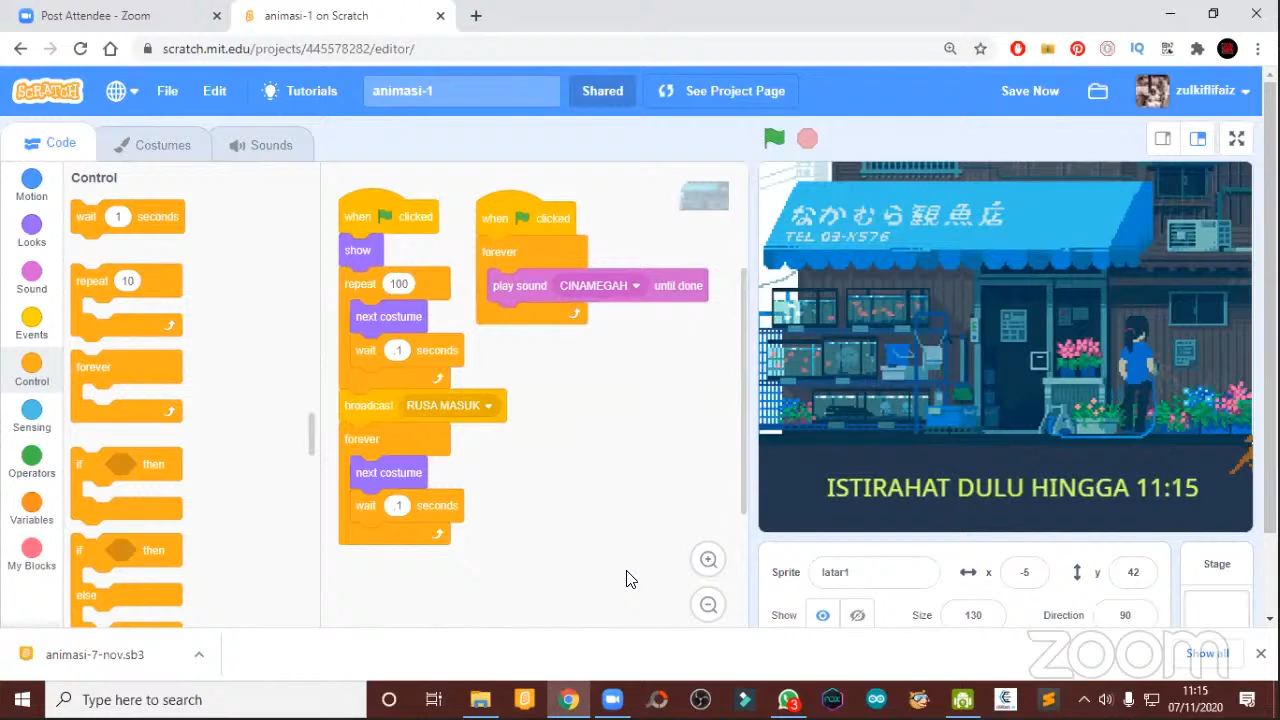 Post Attendee - Zoom
animasi-1 on Scratch
scratch.mit.edu/projects/445578282/editor/
SCRATCH
File
Edit
Tutorials
animasi-1
Shared
See Project Page
Save Now
zulkiflifaiz
Code
Costumes
Sounds
Motion
Looks
Sound
Events
Control
Sensing
Operators
Variables
My Blocks
Control
wait 1 seconds
repeat 10
forever
if then
if then
else
when clicked
show
repeat 100
next costume
wait .1 seconds
broadcast RUSA MASUK
forever
next costume
wait .1 seconds
when clicked
forever
play sound CINAMEGAH until done
なかむら観魚店
TEL 03-X576
ISTIRAHAT DULU HINGGA 11:15
Sprite latar1 x -5 y 42
Show Size 130 Direction 90
Stage
animasi-7-nov.sb3
Show all
zoom
Type here to search
3
11:15
07/11/2020